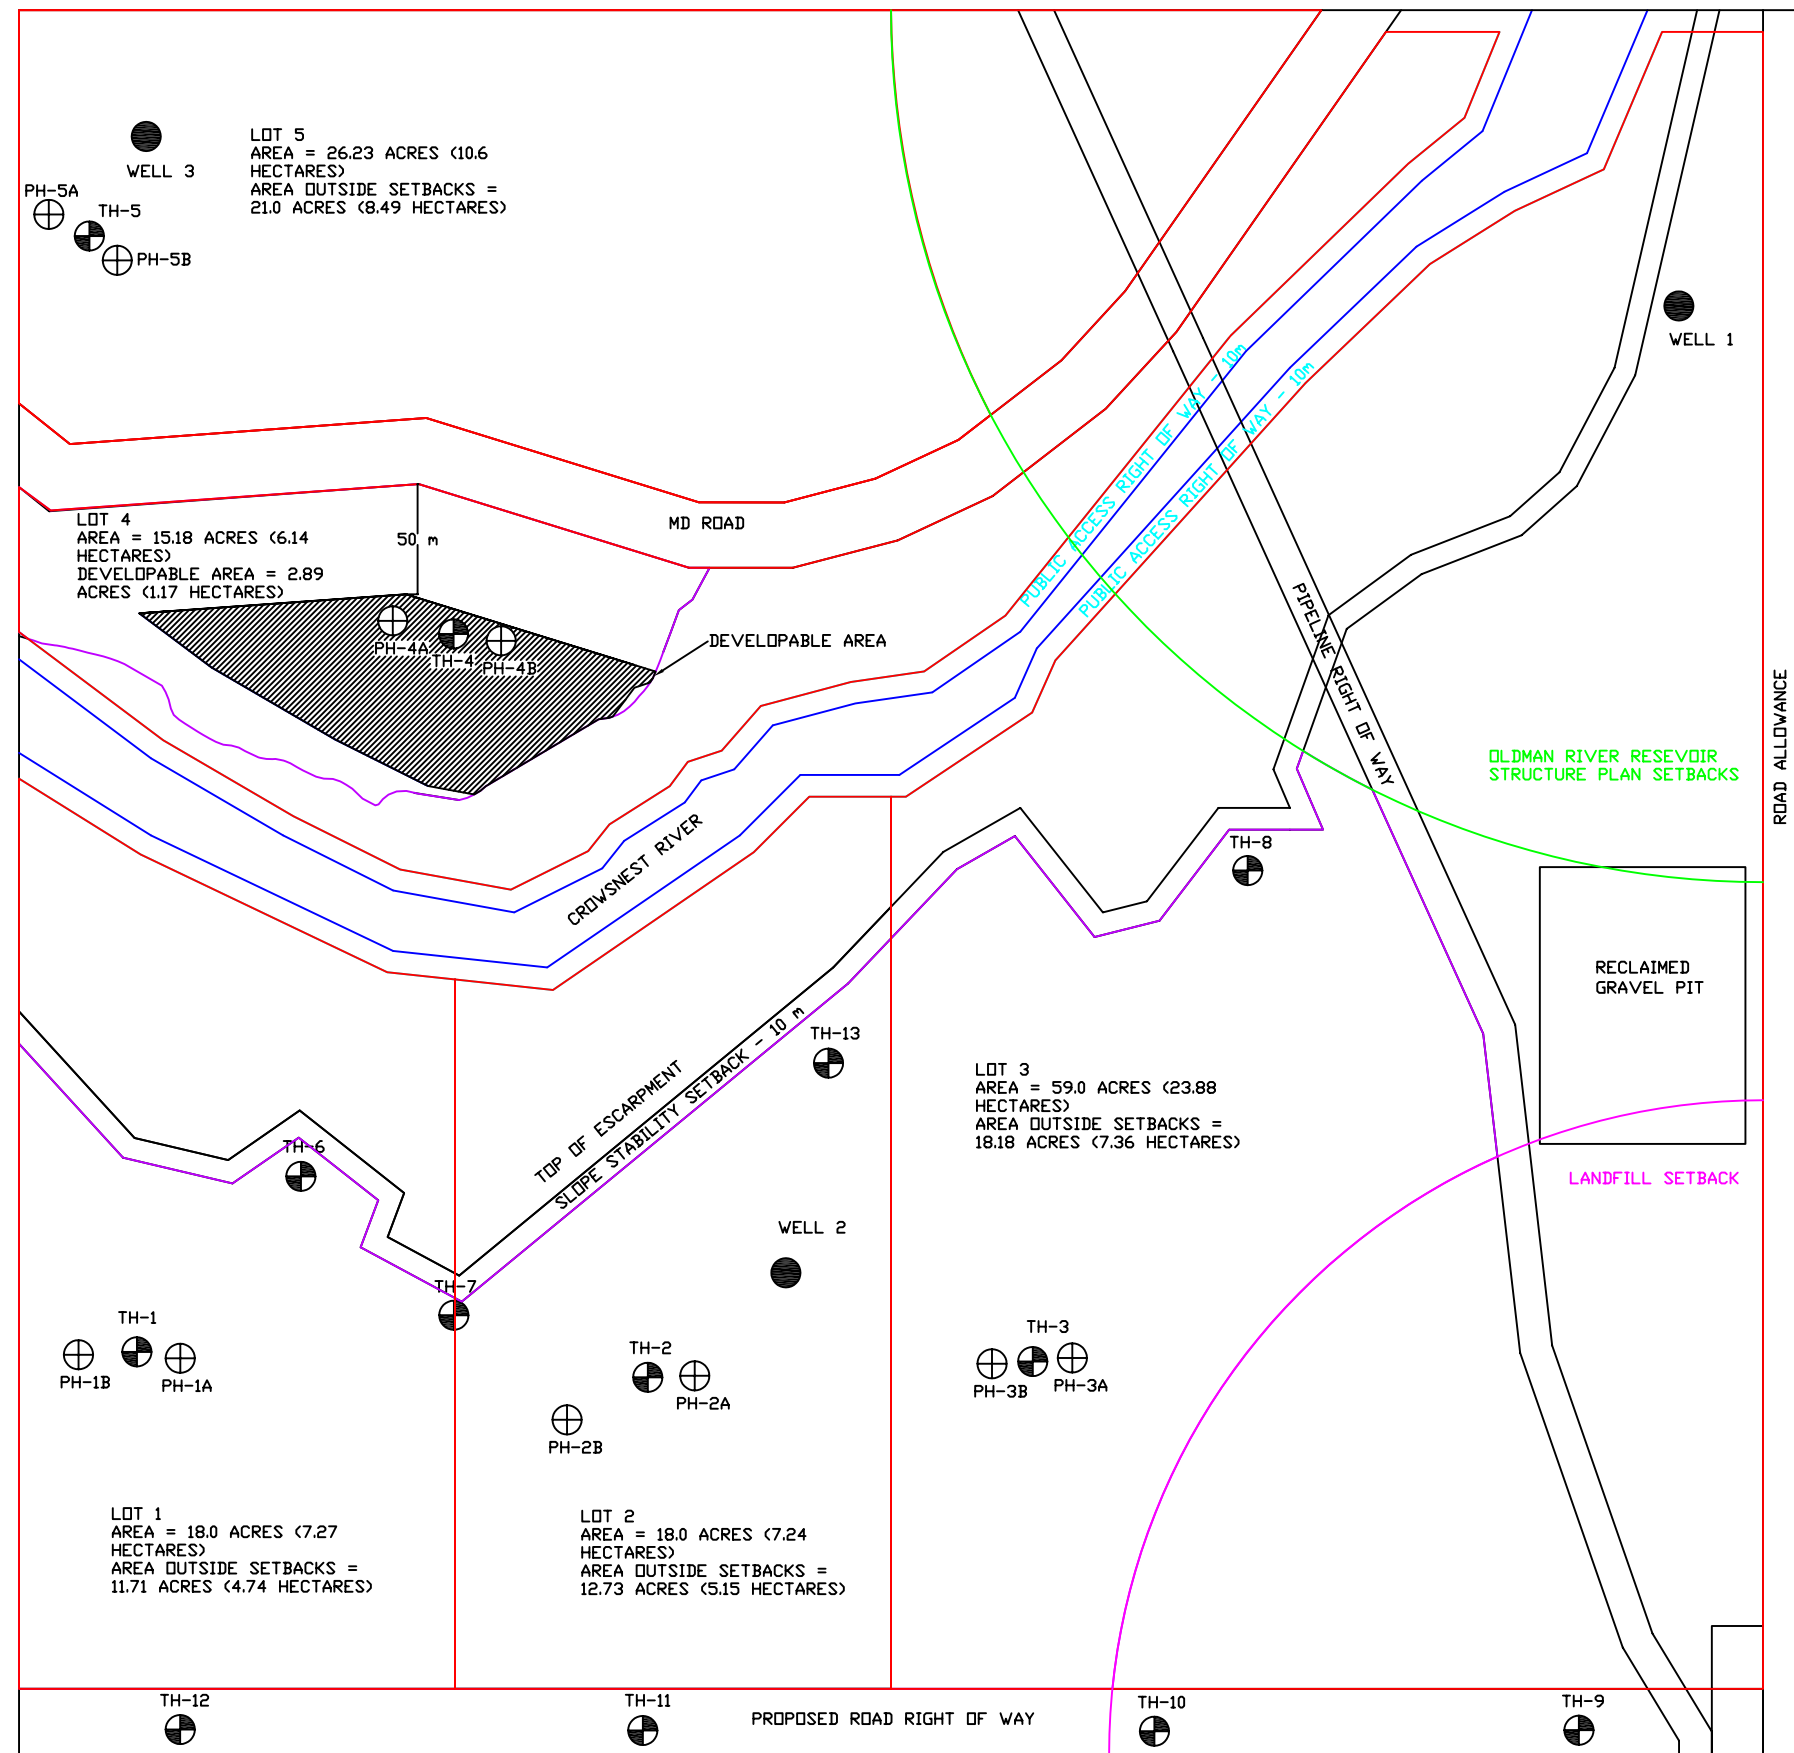 LOT 5
AREA = 26.23 ACRES (10.6
HECTARES)
AREA OUTSIDE SETBACKS =
21.0 ACRES (8.49 HECTARES)
WELL 3
PH-5A
TH-5
PH-5B
WELL 1
MD ROAD
LOT 4
AREA = 15.18 ACRES (6.14
HECTARES)
DEVELOPABLE AREA = 2.89
ACRES (1.17 HECTARES)
50 m
PH-4A
TH-4
PH-4B
DEVELOPABLE AREA
PUBLIC ACCESS RIGHT OF WAY - 10m
PUBLIC ACCESS RIGHT OF WAY - 10m
PIPELINE RIGHT OF WAY
ROAD ALLOWANCE
OLDMAN RIVER RESEVOIR
STRUCTURE PLAN SETBACKS
CROWSNEST RIVER
TH-8
RECLAIMED
GRAVEL PIT
TH-13
TOP OF ESCARPMENT
SLOPE STABILITY SETBACK - 10 m
LOT 3
AREA = 59.0 ACRES (23.88
HECTARES)
AREA OUTSIDE SETBACKS =
18.18 ACRES (7.36 HECTARES)
LANDFILL SETBACK
TH-6
WELL 2
TH-7
TH-1
PH-1B
PH-1A
TH-2
PH-2A
PH-2B
TH-3
PH-3B
PH-3A
LOT 1
AREA = 18.0 ACRES (7.27
HECTARES)
AREA OUTSIDE SETBACKS =
11.71 ACRES (4.74 HECTARES)
LOT 2
AREA = 18.0 ACRES (7.24
HECTARES)
AREA OUTSIDE SETBACKS =
12.73 ACRES (5.15 HECTARES)
TH-12
TH-11
PROPOSED ROAD RIGHT OF WAY
TH-10
TH-9